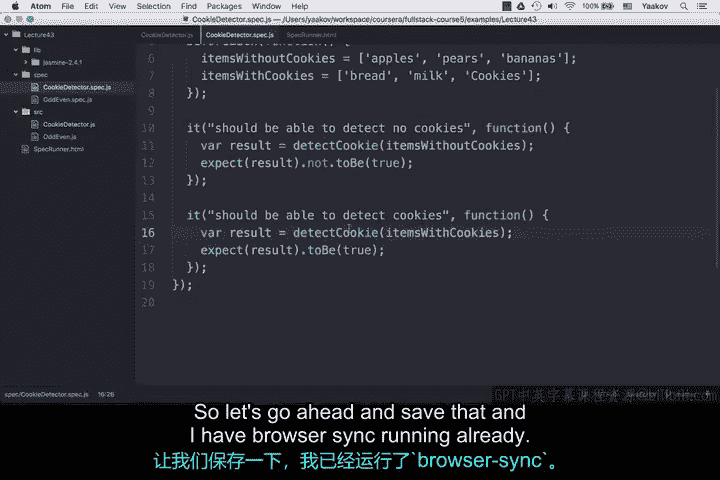 Atom File Edit View Selection Find Packages Window Help 100% Yaakov
CookieDetector.spec.js — /Users/yaakov/workspace/coursera/fullstack-course5/examples/Lecture43
Lecture43
lib
jasmine-2.4.1
spec
CookieDetector.spec.js
OddEven.spec.js
src
CookieDetector.js
OddEven.js
SpecRunner.html
CookieDetector.js CookieDetector.spec.js SpecRunner.html
6 itemsWithoutCookies = ['apples', 'pears', 'bananas'];
7 itemsWithCookies = ['bread', 'milk', 'Cookies'];
8 });
9
10 it("should be able to detect no cookies", function() {
11 var result = detectCookie(itemsWithoutCookies);
12 expect(result).not.toBe(true);
13 });
14
15 it("should be able to detect cookies", function() {
16 var result = detectCookie(itemsWithCookies);
17 expect(result).toBe(true);
18 });
19 });
20
spec/CookieDetector.spec.js 16/26
So let's go ahead and save that and
I have browser sync running already.
让我们保存一下，我已经运行了`browser-sync`。